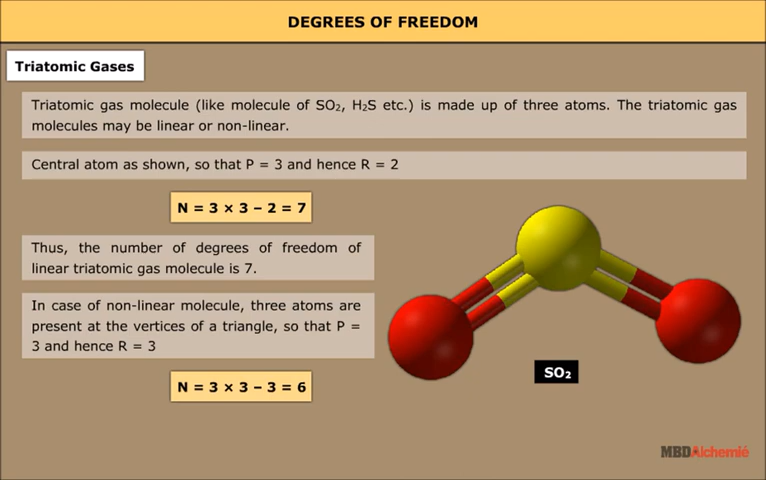 DEGREES OF FREEDOM
Triatomic Gases
Triatomic gas molecule (like molecule of SO₂, H₂S etc.) is made up of three atoms. The triatomic gas
molecules may be linear or non-linear.
Central atom as shown, so that P = 3 and hence R = 2
N = 3 × 3 – 2 = 7
Thus, the number of degrees of freedom of
linear triatomic gas molecule is 7.
In case of non-linear molecule, three atoms are
present at the vertices of a triangle, so that P =
3 and hence R = 3
N = 3 × 3 – 3 = 6
SO₂
MBDAlchemié